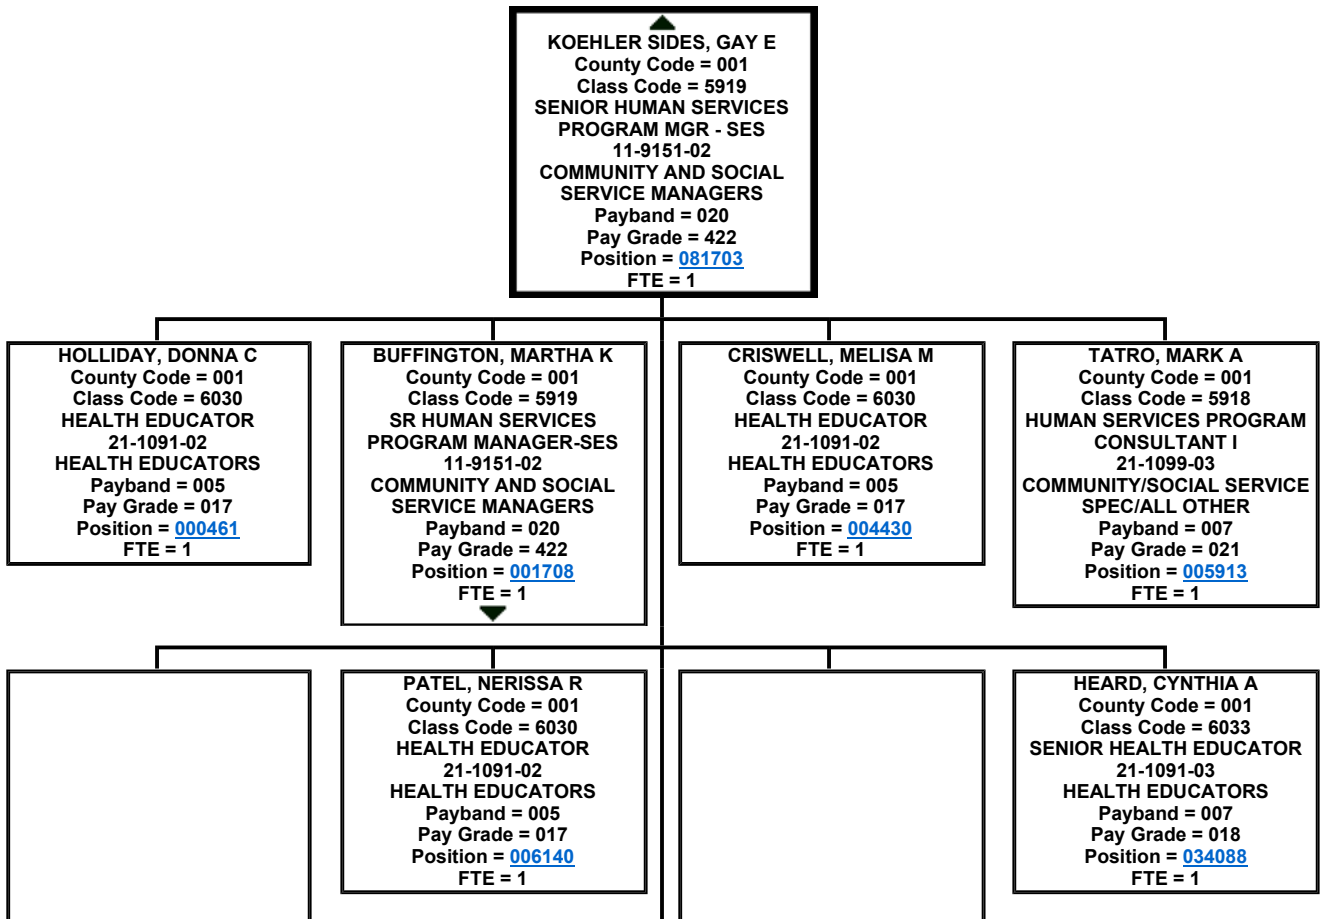 KOEHLER SIDES, GAY E
County Code = 001
Class Code = 5919
SENIOR HUMAN SERVICES
PROGRAM MGR - SES
11-9151-02
COMMUNITY AND SOCIAL
SERVICE MANAGERS
Payband = 020
Pay Grade = 422
Position = 081703
FTE = 1
HOLLIDAY, DONNA C
County Code = 001
Class Code = 6030
HEALTH EDUCATOR
21-1091-02
HEALTH EDUCATORS
Payband = 005
Pay Grade = 017
Position = 000461
FTE = 1
BUFFINGTON, MARTHA K
County Code = 001
Class Code = 5919
SR HUMAN SERVICES
PROGRAM MANAGER-SES
11-9151-02
COMMUNITY AND SOCIAL
SERVICE MANAGERS
Payband = 020
Pay Grade = 422
Position = 001708
FTE = 1
CRISWELL, MELISA M
County Code = 001
Class Code = 6030
HEALTH EDUCATOR
21-1091-02
HEALTH EDUCATORS
Payband = 005
Pay Grade = 017
Position = 004430
FTE = 1
TATRO, MARK A
County Code = 001
Class Code = 5918
HUMAN SERVICES PROGRAM
CONSULTANT I
21-1099-03
COMMUNITY/SOCIAL SERVICE
SPEC/ALL OTHER
Payband = 007
Pay Grade = 021
Position = 005913
FTE = 1
PATEL, NERISSA R
County Code = 001
Class Code = 6030
HEALTH EDUCATOR
21-1091-02
HEALTH EDUCATORS
Payband = 005
Pay Grade = 017
Position = 006140
FTE = 1
HEARD, CYNTHIA A
County Code = 001
Class Code = 6033
SENIOR HEALTH EDUCATOR
21-1091-03
HEALTH EDUCATORS
Payband = 007
Pay Grade = 018
Position = 034088
FTE = 1